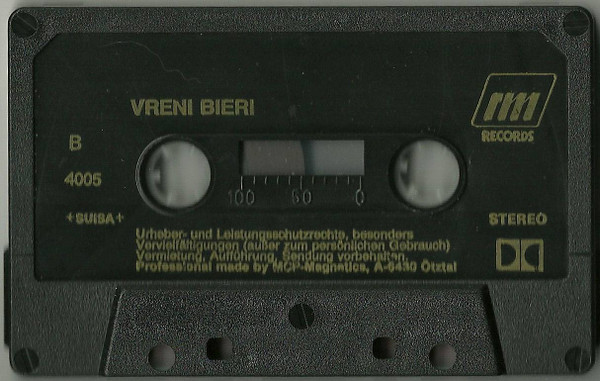 VRENI BIERI
rm
RECORDS
B
4005
+SUISA+
100 50 0
STEREO
Urheber- und Leistungsschutzrechte, besonders
Vervielfältigungen (außer zum persönlichen Gebrauch)
Vermietung, Aufführung, Sendung vorbehalten.
Professional made by MCP-Magnetics, A-6430 Ötztal